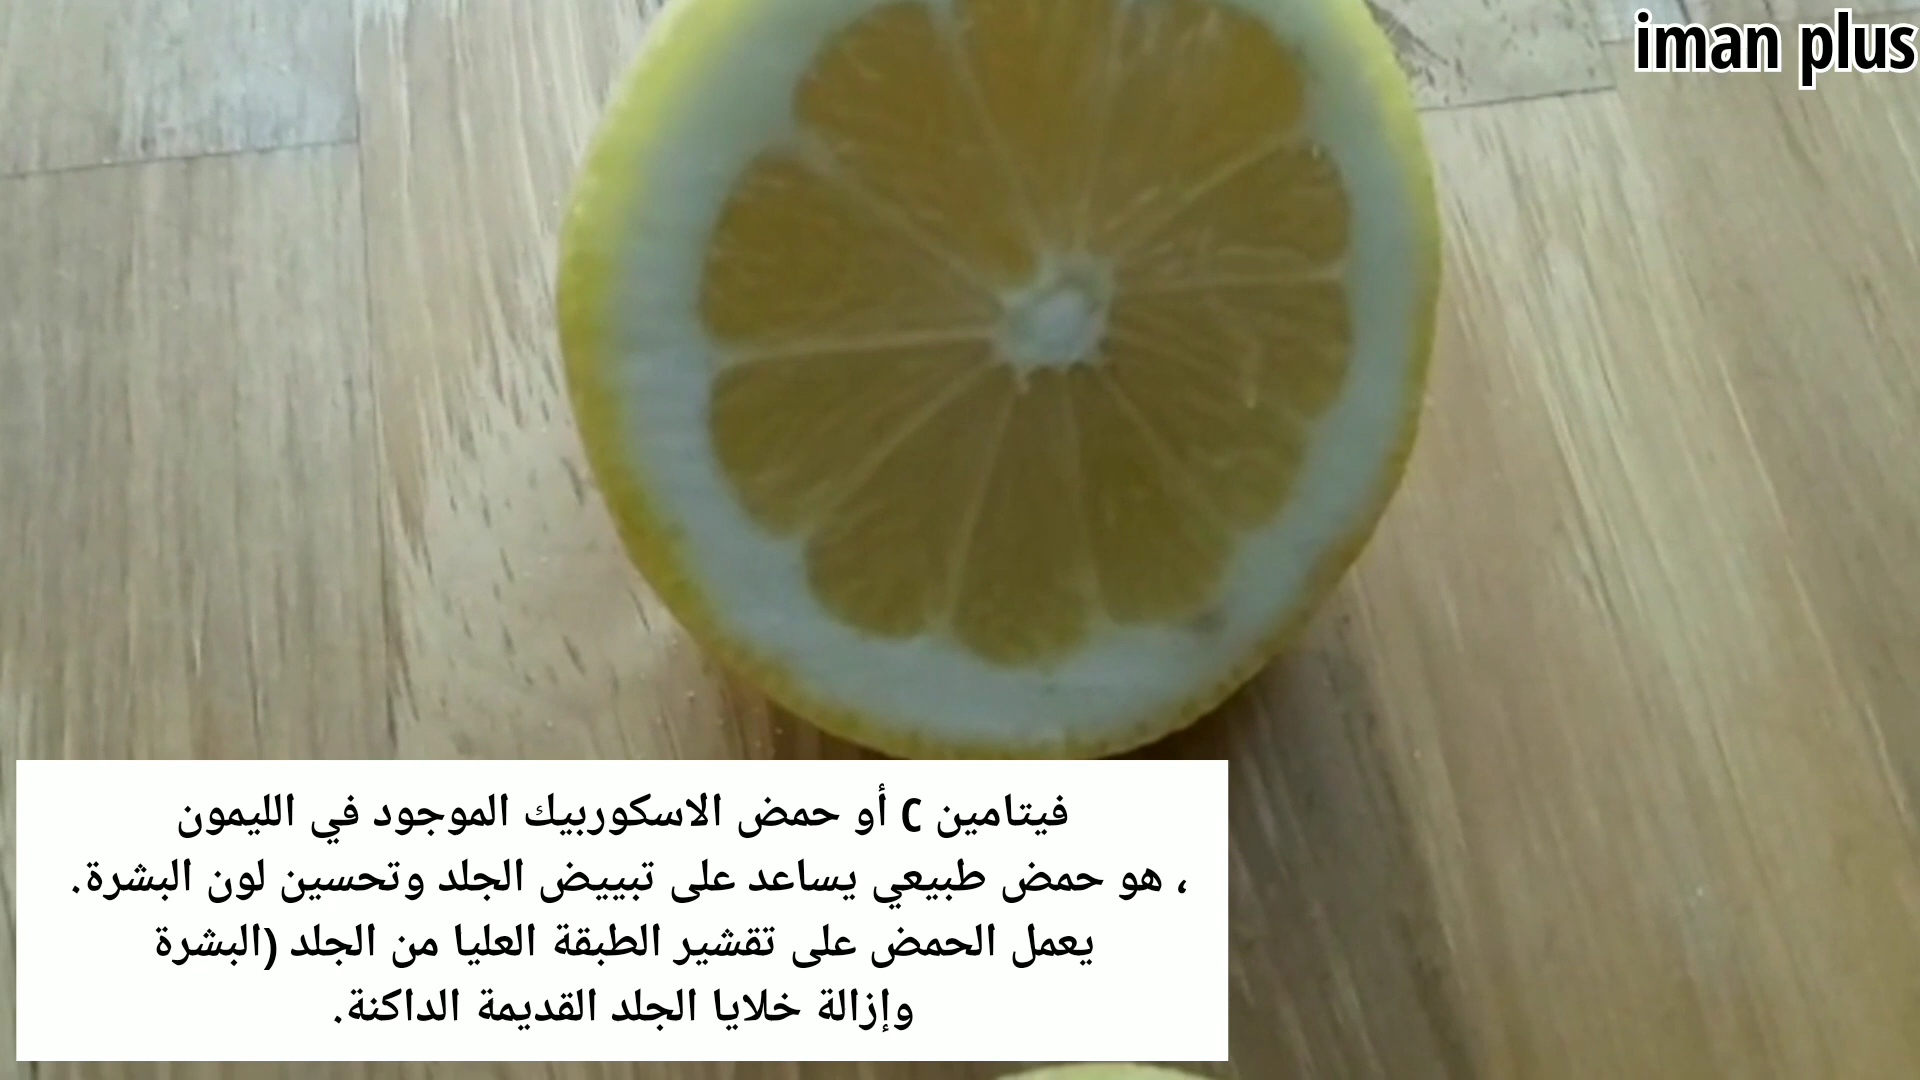 iman plus
فيتامين C أو حمض الاسكوربيك الموجود في الليمون
، هو حمض طبيعي يساعد على تبييض الجلد وتحسين لون البشرة.
يعمل الحمض على تقشير الطبقة العليا من الجلد (البشرة
وإزالة خلايا الجلد القديمة الداكنة.